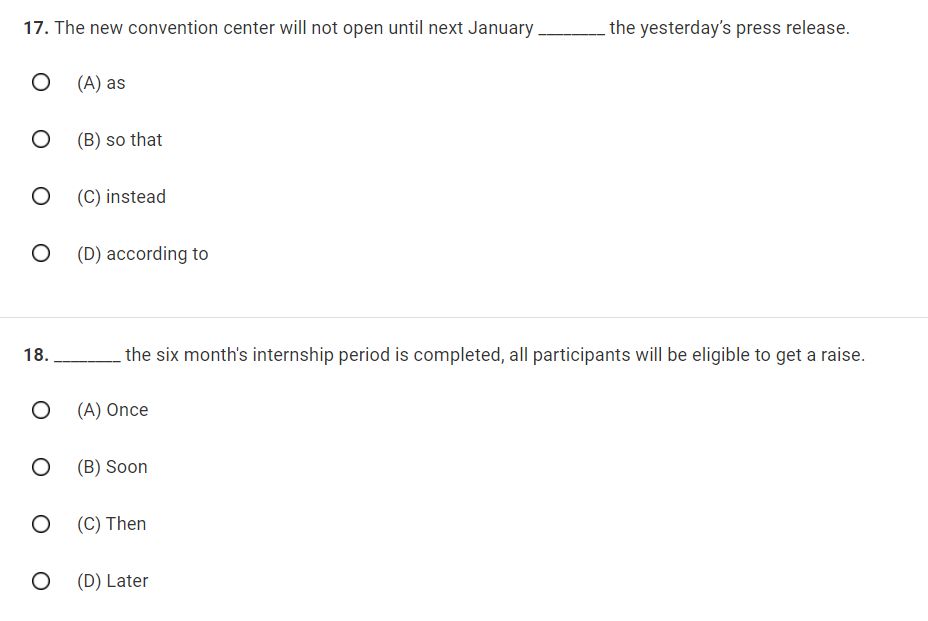 17. The new convention center will not open until next January ________ the yesterday’s press release.
(A) as
(B) so that
(C) instead
(D) according to
18. ________ the six month's internship period is completed, all participants will be eligible to get a raise.
(A) Once
(B) Soon
(C) Then
(D) Later